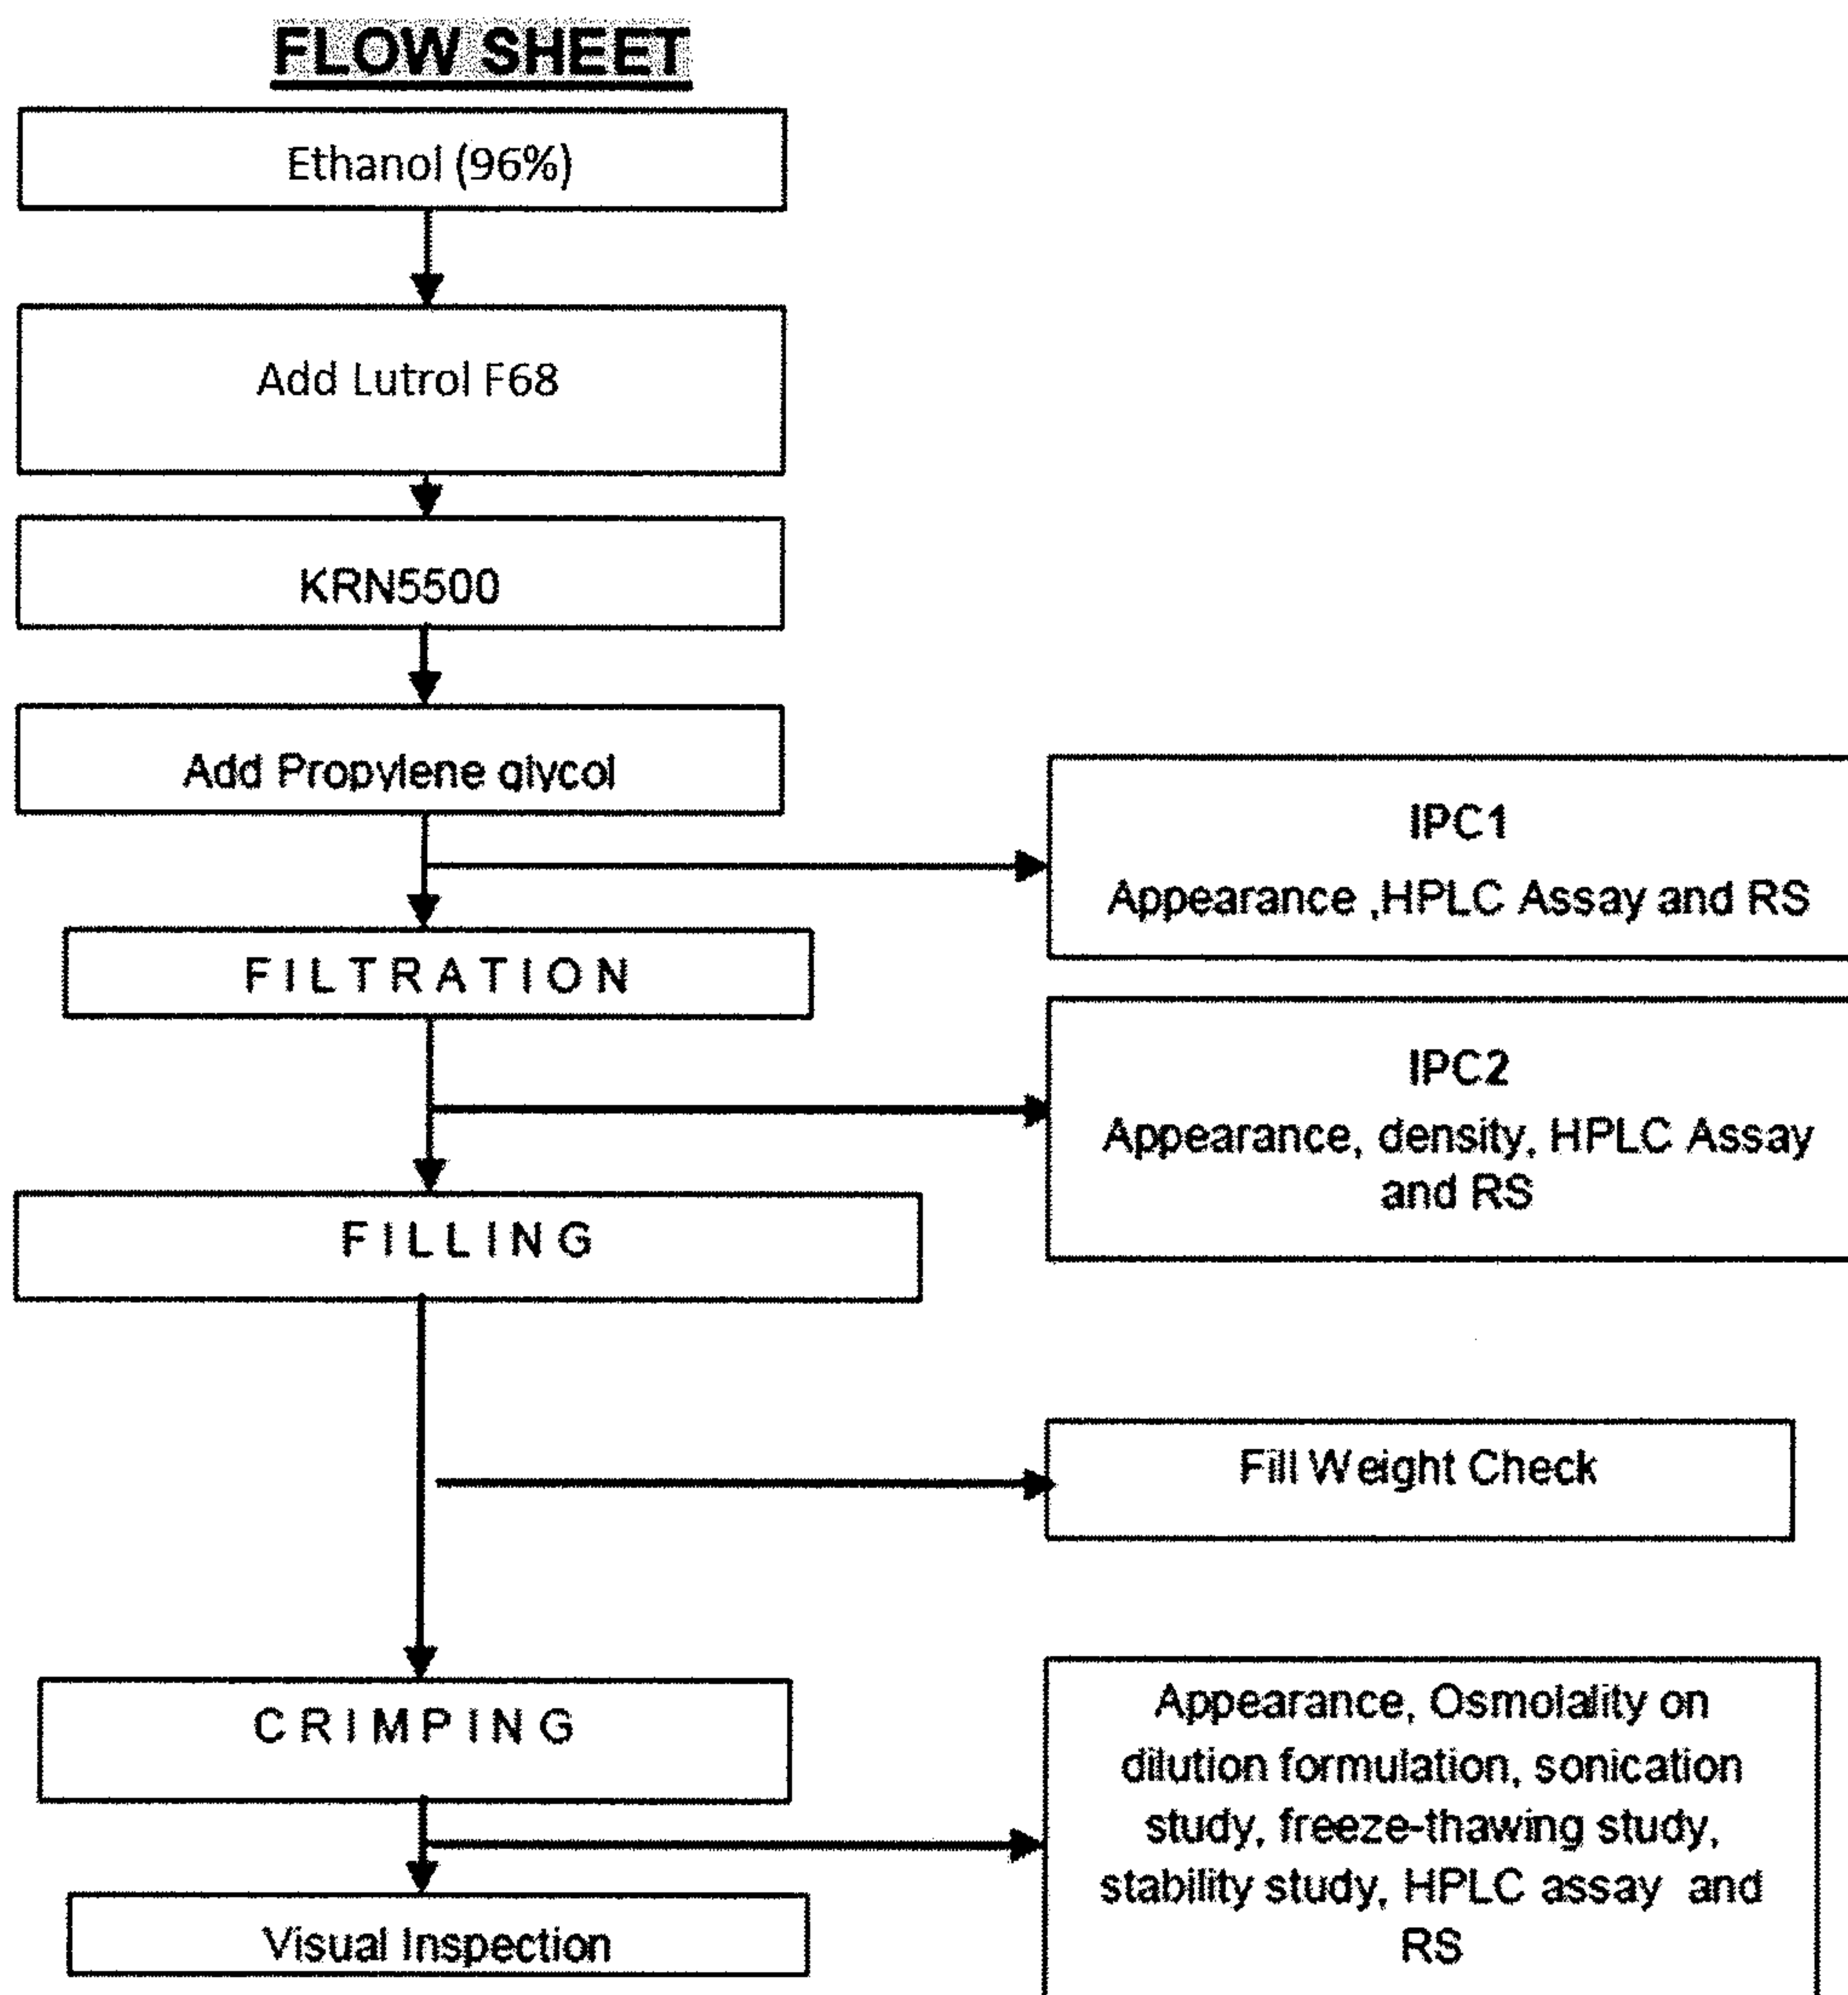 FLOW SHEET
Ethanol (96%)
Add Lutrol F68
KRN5500
Add Propylene glycol
IPC1
Appearance ,HPLC Assay and RS
FILTRATION
IPC2
Appearance, density, HPLC Assay
and RS
FILLING
Fill Weight Check
CRIMPING
Appearance, Osmolality on
dilution formulation, sonication
study, freeze-thawing study,
stability study, HPLC assay and
RS
Visual Inspection